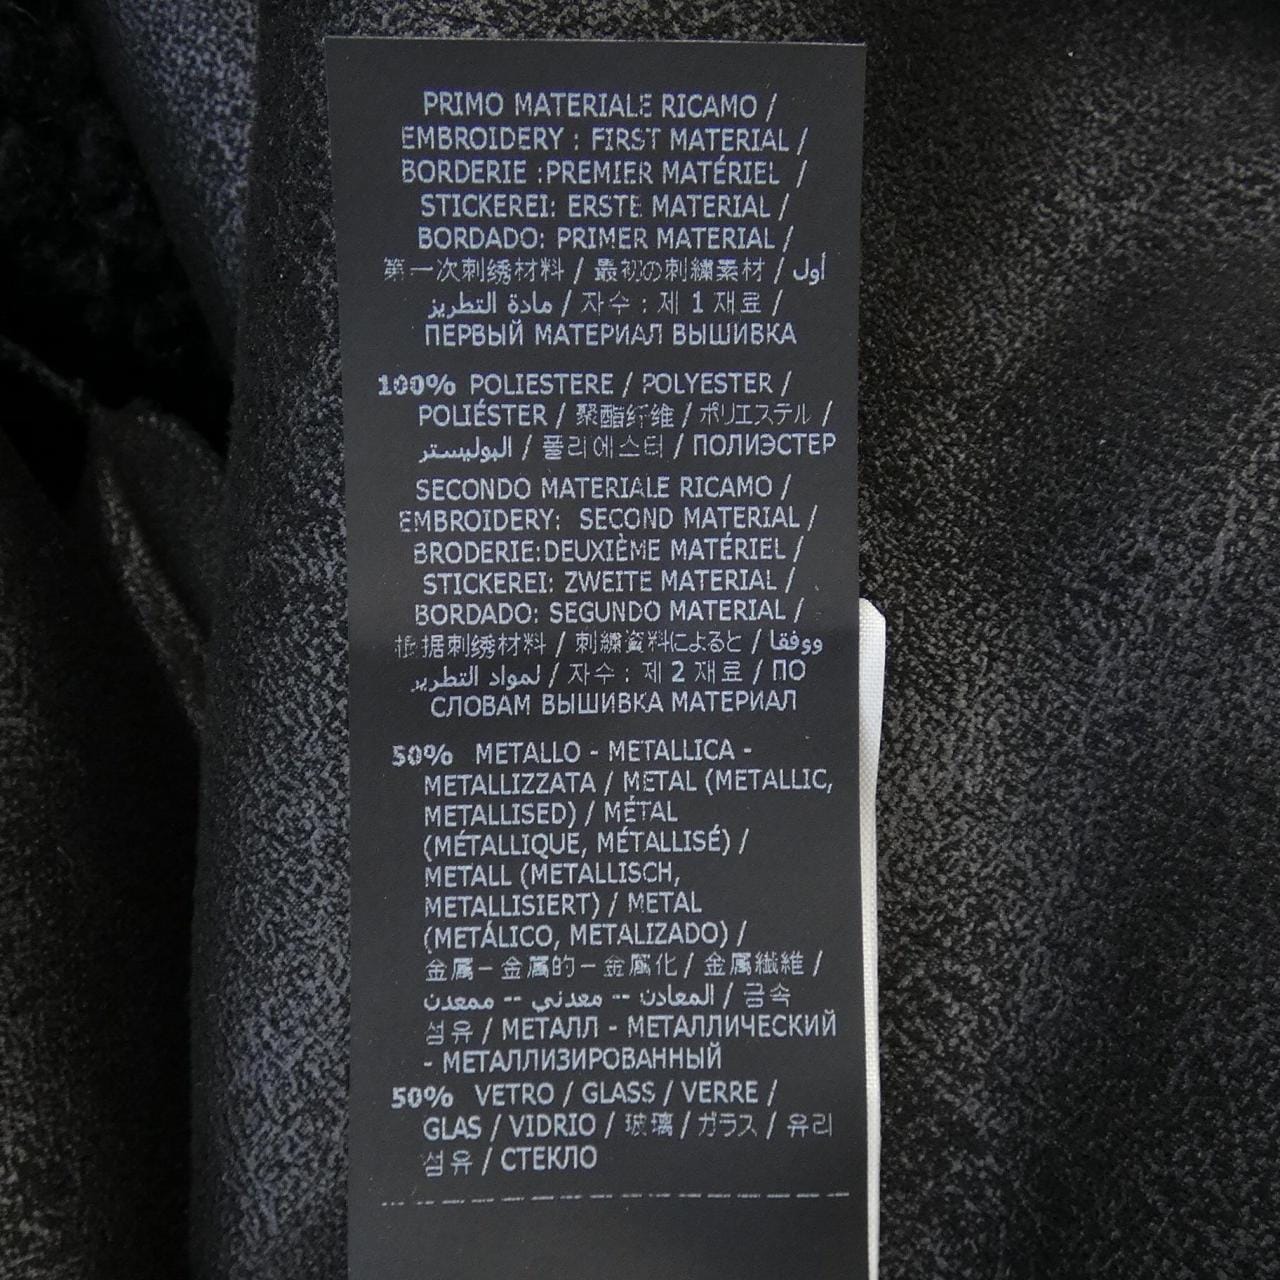 PRIMO MATERIALE RICAMO /
EMBROIDERY : FIRST MATERIAL /
BORDERIE :PREMIER MATÉRIEL /
STICKEREI: ERSTE MATERIAL /
BORDADO: PRIMER MATERIAL /
第一次刺绣材料 / 最初の刺繍素材 / أول
مادة التطريز / 자수 : 제 1 재료 /
ПЕРВЫЙ МАТЕРИАЛ ВЫШИВКА
100% POLIESTERE / POLYESTER /
POLIÉSTER / 聚酯纤维 / ポリエステル /
البوليستر / 폴리에스터 / ПОЛИЭСТЕР
SECONDO MATERIALE RICAMO /
EMBROIDERY: SECOND MATERIAL /
BRODERIE:DEUXIÈME MATÉRIEL /
STICKEREI: ZWEITE MATERIAL /
BORDADO: SEGUNDO MATERIAL /
根据刺绣材料 / 刺繍資料によると / ووفقا
لمواد التطريز / 자수 : 제 2 재료 / ПО
СЛОВАМ ВЫШИВКА МАТЕРИАЛ
50% METALLO - METALLICA -
METALLIZZATA / METAL (METALLIC,
METALLISED) / MÉTAL
(MÉTALLIQUE, MÉTALLISÉ) /
METALL (METALLISCH,
METALLISIERT) / METAL
(METÁLICO, METALIZADO) /
金属－金属的－金属化 / 金属繊維 /
المعادن -- معدني -- ممعدن / 금속
섬유 / МЕТАЛЛ - МЕТАЛЛИЧЕСКИЙ
- МЕТАЛЛИЗИРОВАННЫЙ
50% VETRO / GLASS / VERRE /
GLAS / VIDRIO / 玻璃 / ガラス / 유리
섬유 / СТЕКЛО